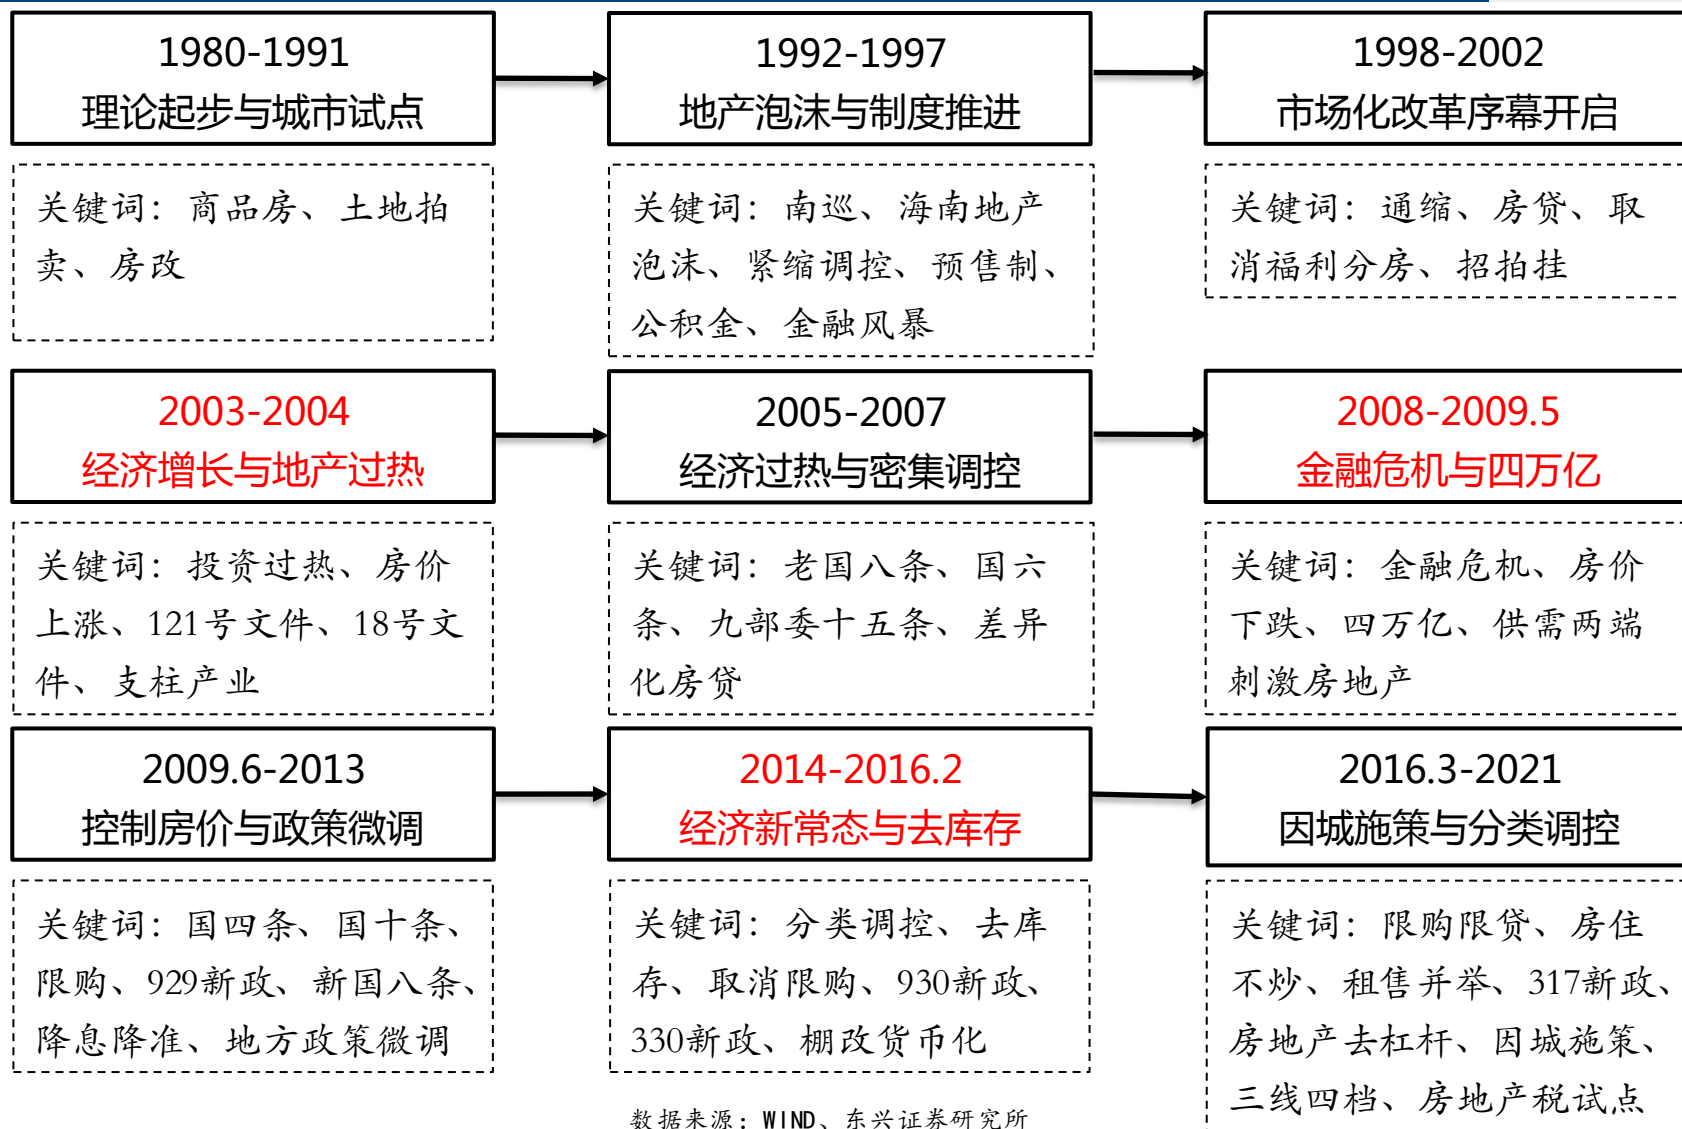 1980-1991
理论起步与城市试点
1992-1997
地产泡沫与制度推进
1998-2002
市场化改革序幕开启
关键词：商品房、土地拍
卖、房改
关键词：南巡、海南地产
泡沫、紧缩调控、预售制、
公积金、金融风暴
关键词：通缩、房贷、取
消福利分房、招拍挂
2003-2004
经济增长与地产过热
2005-2007
经济过热与密集调控
2008-2009.5
金融危机与四万亿
关键词：投资过热、房价
上涨、121号文件、18号文
件、支柱产业
关键词：老国八条、国六
条、九部委十五条、差异
化房贷
关键词：金融危机、房价
下跌、四万亿、供需两端
刺激房地产
2009.6-2013
控制房价与政策微调
2014-2016.2
经济新常态与去库存
2016.3-2021
因城施策与分类调控
关键词：国四条、国十条、
限购、929新政、新国八条、
降息降准、地方政策微调
关键词：分类调控、去库
存、取消限购、930新政、
330新政、棚改货币化
关键词：限购限贷、房住
不炒、租售并举、317新政、
房地产去杠杆、因城施策、
三线四档、房地产税试点
数据来源：WIND、东兴证券研究所